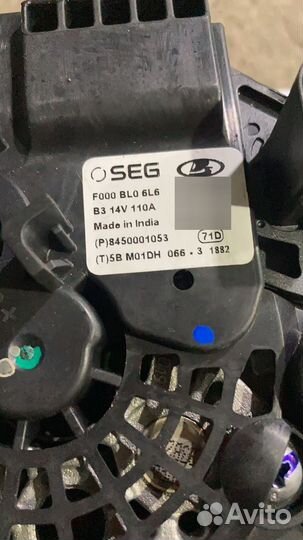 SEG
F000 BL0 6L6
B3 14V 110A
Made in India
(P)8450001053 71D
(T)5B M01DH 066 • 3 1882
Avito